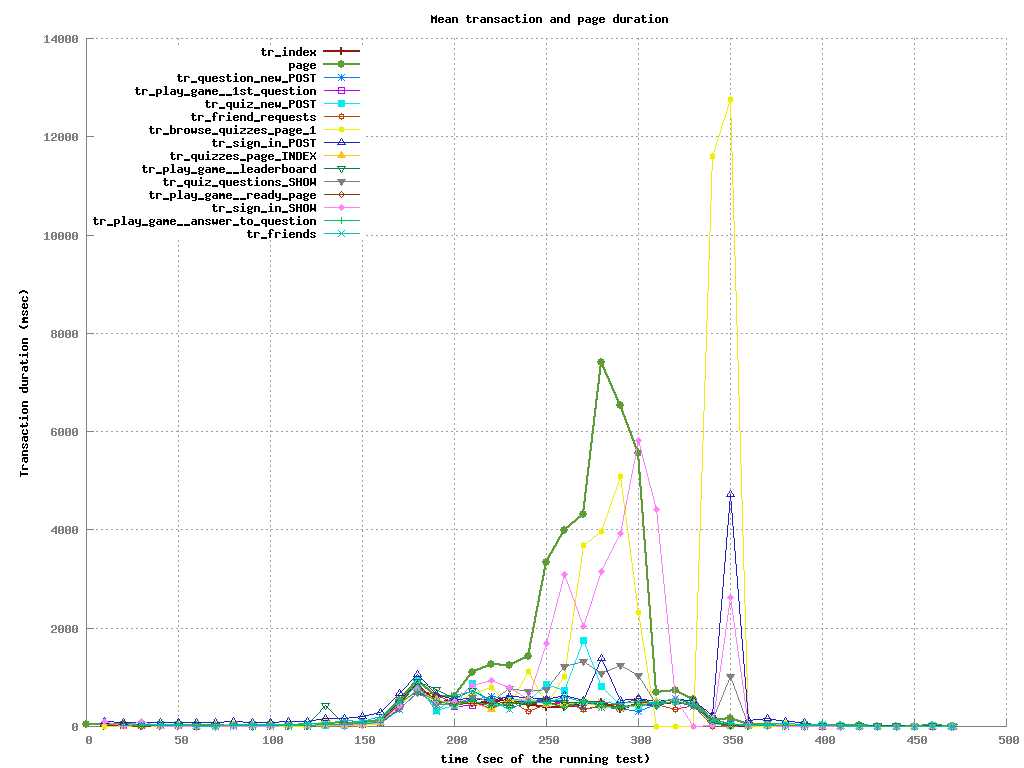 Mean transaction and page duration
14000
12000
10000
8000
6000
4000
2000
0
Transaction duration (msec)
tr_index
page
tr_question_new_POST
tr_play_game__1st_question
tr_quiz_new_POST
tr_friend_requests
tr_browse_quizzes_page_1
tr_sign_in_POST
tr_quizzes_page_INDEX
tr_play_game__leaderboard
tr_quiz_questions_SHOW
tr_play_game__ready_page
tr_sign_in_SHOW
tr_play_game__answer_to_question
tr_friends
0 50 100 150 200 250 300 350 400 450 500
time (sec of the running test)